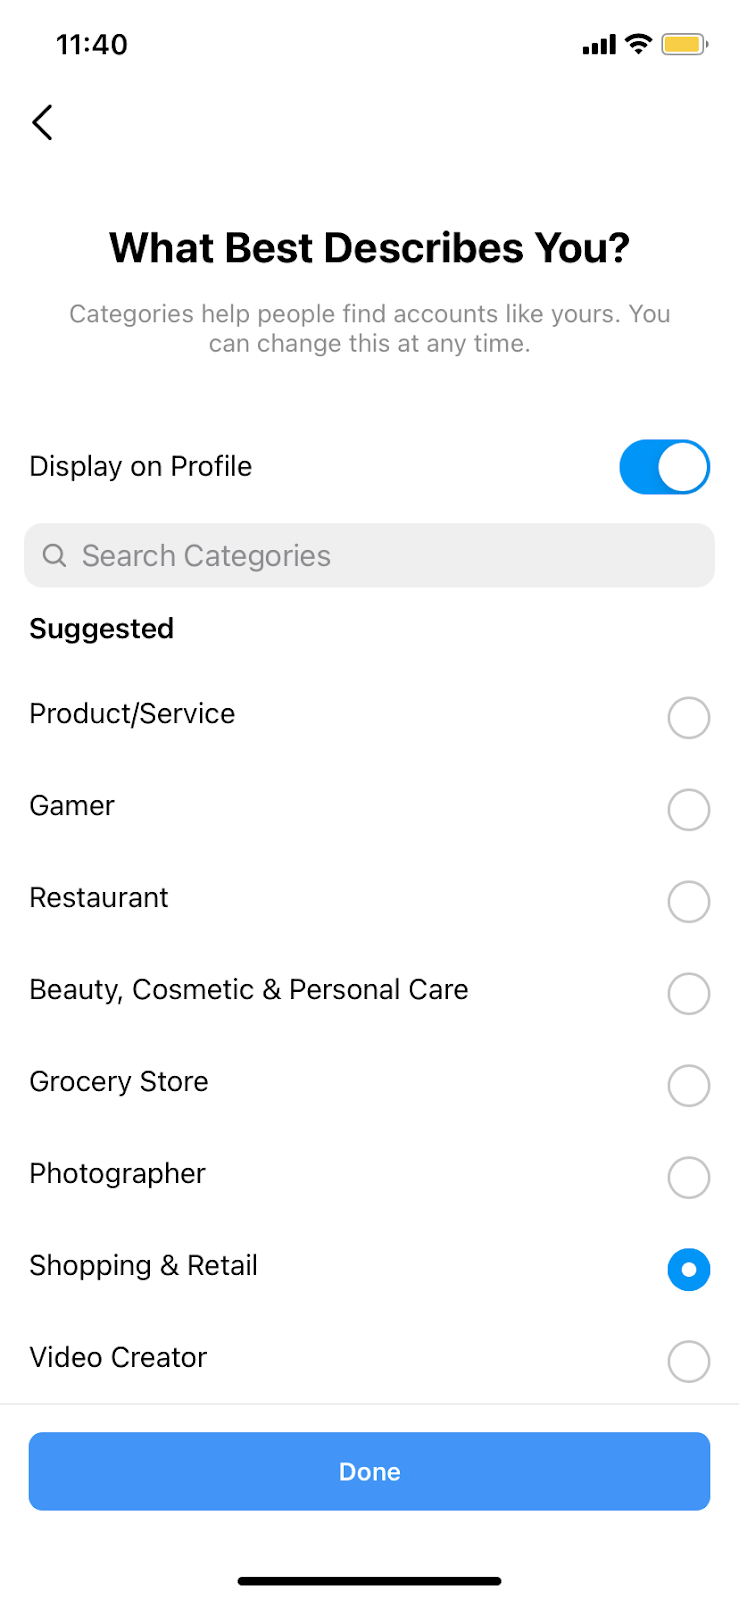 11:40
What Best Describes You?
Categories help people find accounts like yours. You
can change this at any time.
Display on Profile
Search Categories
Suggested
Product/Service
Gamer
Restaurant
Beauty, Cosmetic & Personal Care
Grocery Store
Photographer
Shopping & Retail
Video Creator
Done